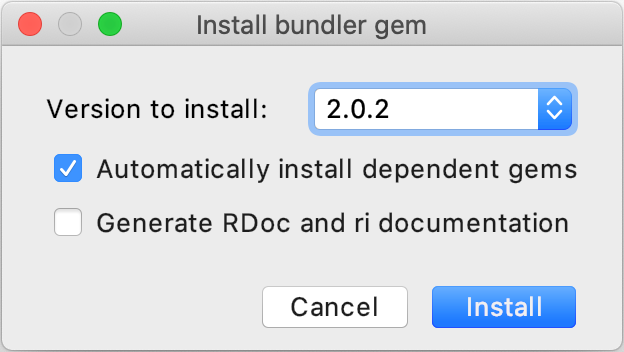 Install bundler gem
Version to install: 2.0.2
Automatically install dependent gems
Generate RDoc and ri documentation
Cancel Install